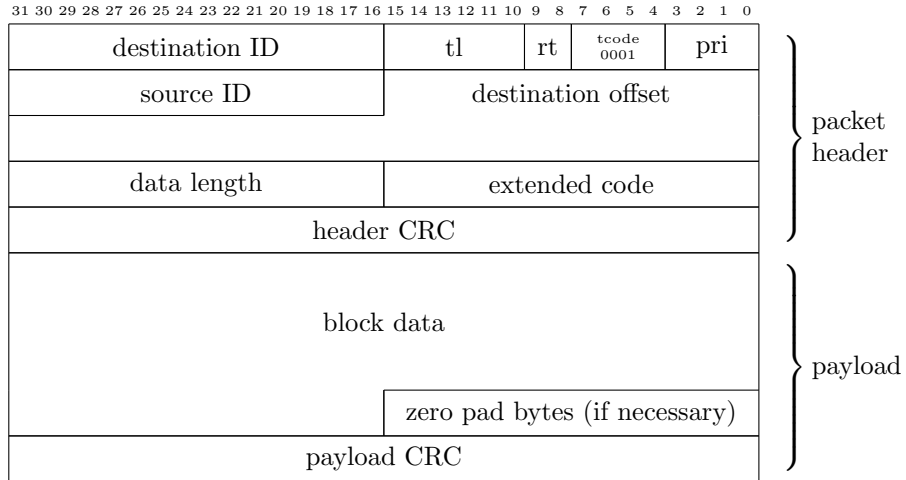 31 30 29 28 27 26 25 24 23 22 21 20 19 18 17 16 15 14 13 12 11 10 9 8 7 6 5 4 3 2 1 0
destination ID tl rt tcode pri
0001
source ID destination offset
packet
header
data length extended code
header CRC
block data
payload
zero pad bytes (if necessary)
payload CRC